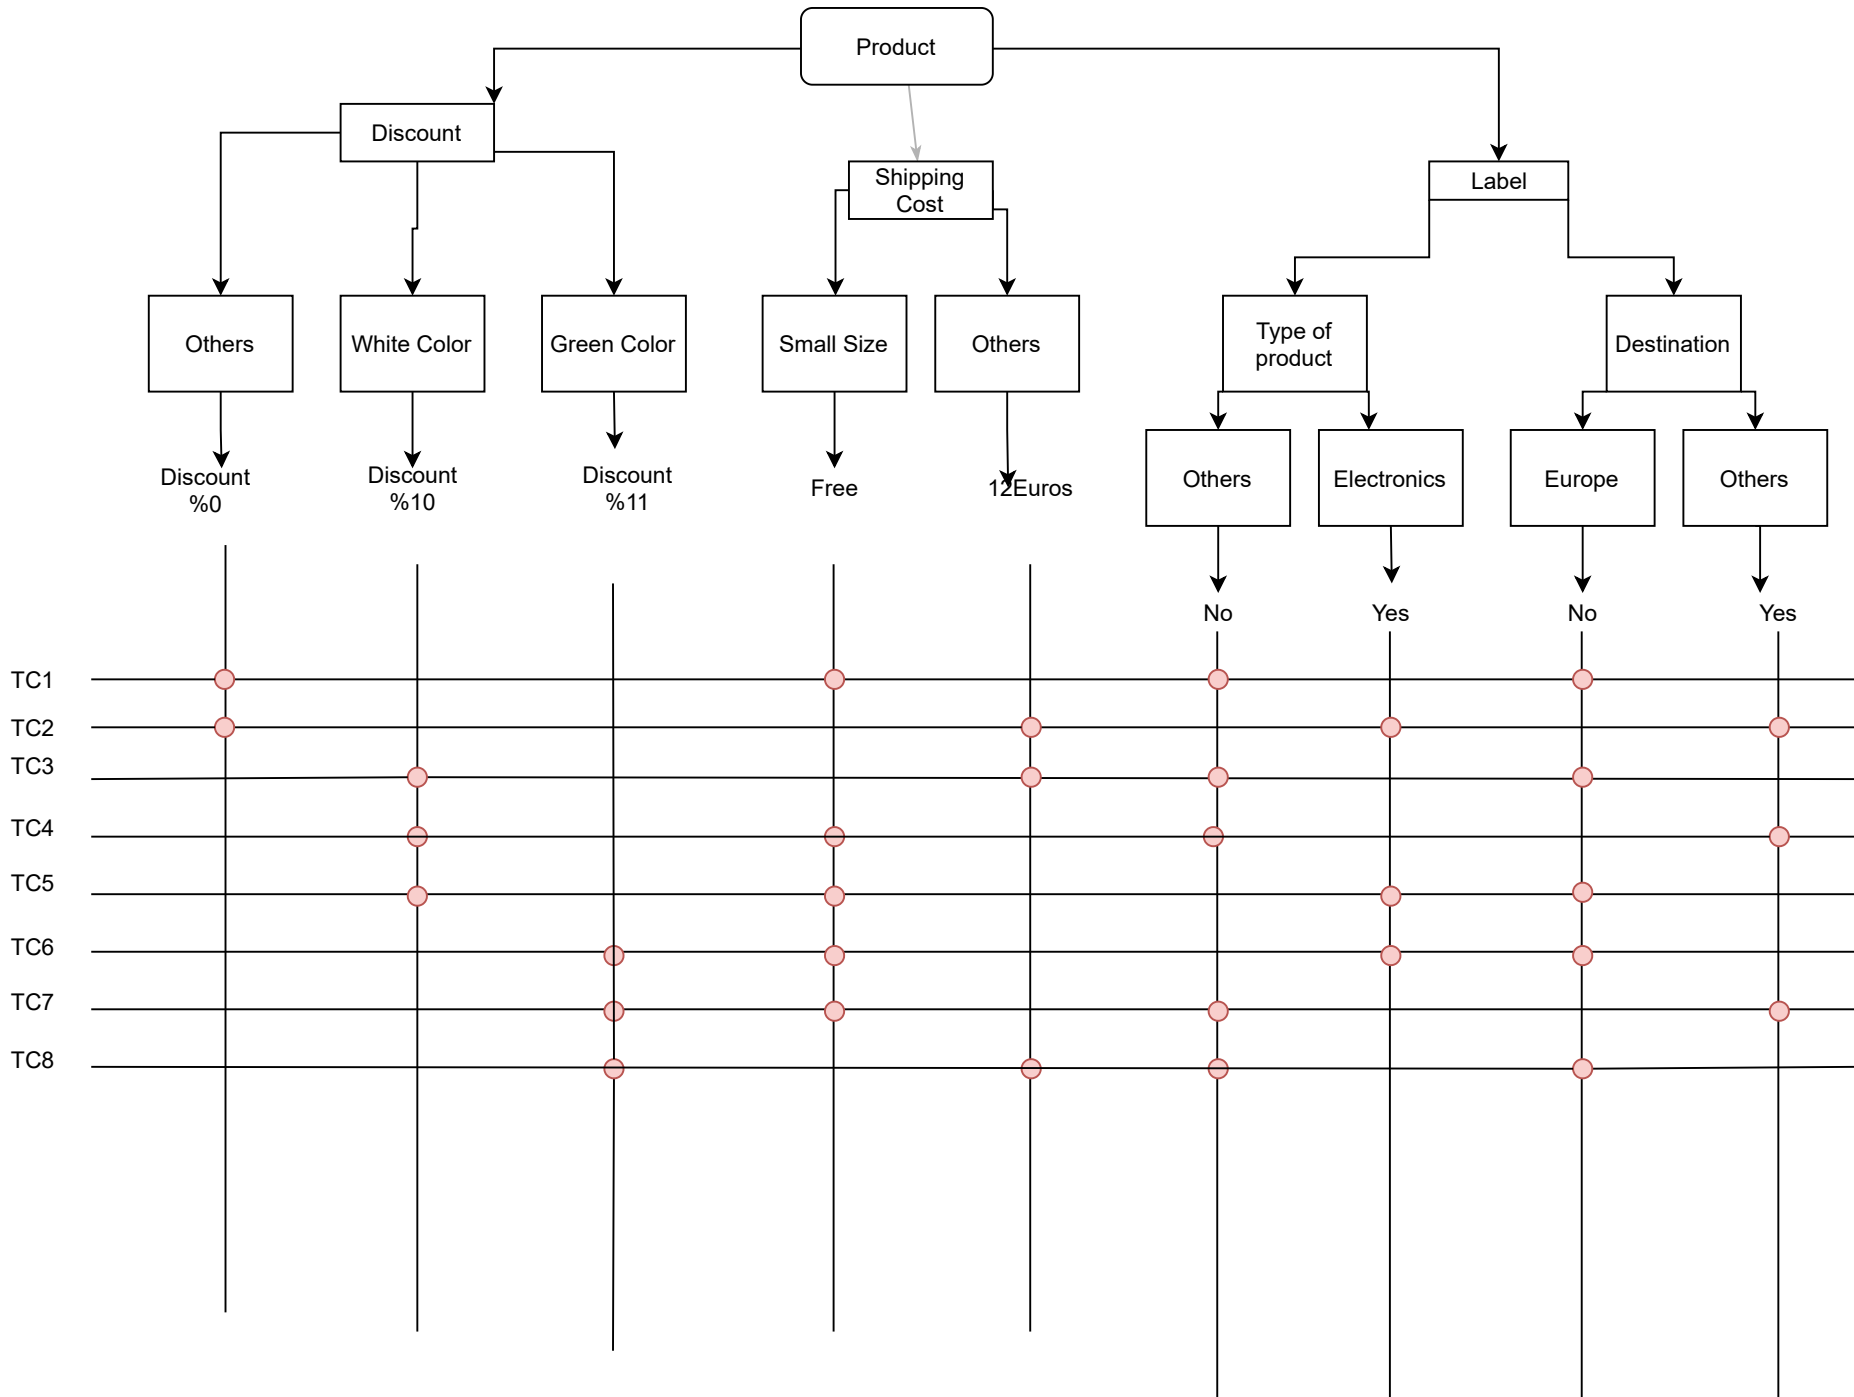 Product
Discount
Shipping
Cost
Label
Others
White Color
Green Color
Small Size
Others
Type of
product
Destination
Discount
%0
Discount
%10
Discount
%11
Free
12Euros
Others
Electronics
Europe
Others
No
Yes
No
Yes
TC1
TC2
TC3
TC4
TC5
TC6
TC7
TC8